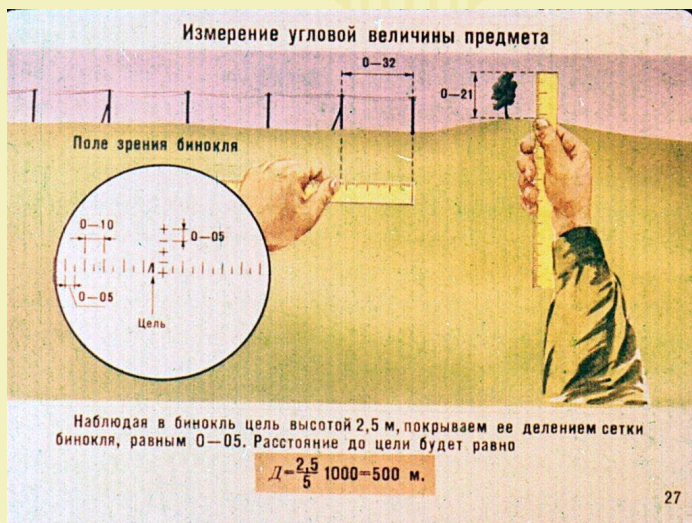 Измерение угловой величины предмета
0—32
0—21
Поле зрения бинокля
0—10
0—05
0—05
Цель
Наблюдая в бинокль цель высотой 2,5 м, покрываем ее делением сетки
бинокля, равным 0—05. Расстояние до цели будет равно
Д=2,5/5 1000=500 м.
27